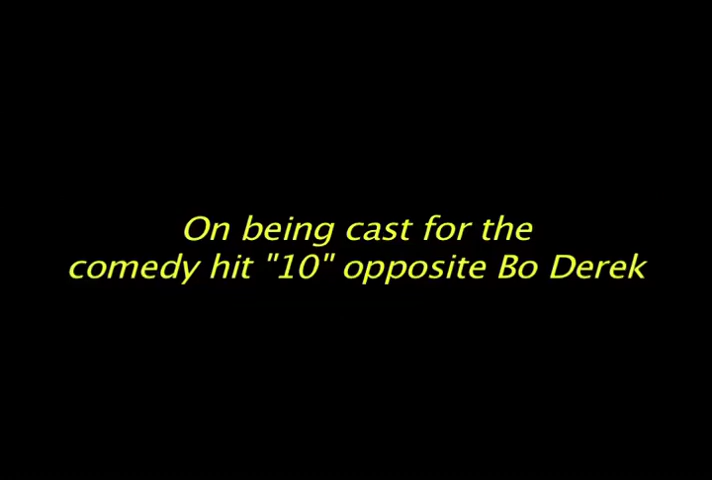 On being cast for the
comedy hit "10" opposite Bo Derek